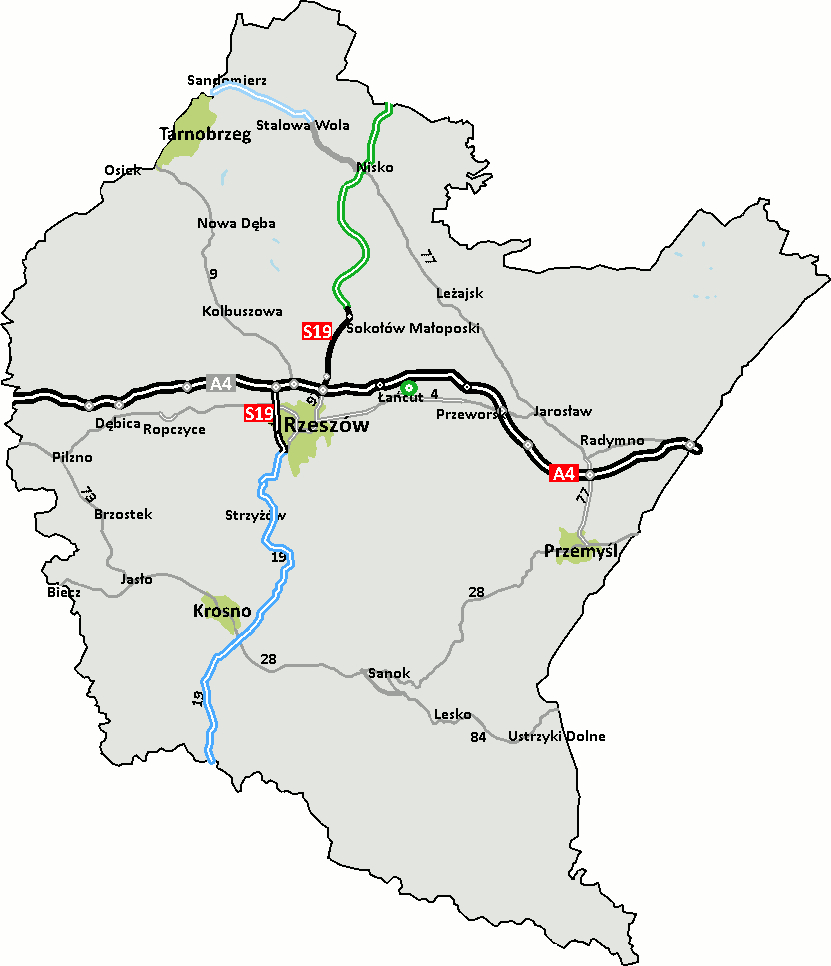 Sandomierz
Stalowa Wola
Tarnobrzeg
Osiek
Nisko
Nowa Dęba
77
9
Leżajsk
Kolbuszowa
S19
Sokołów Małoposki
A4
9
Łańcut
4
S19
Dębica
Ropczyce
Rzeszów
Przeworsk
Jarosław
Radymno
Pilzno
A4
73
77
Brzostek
Strzyżów
19
Przemyśl
Jasło
Biecz
28
Krosno
28
Sanok
19
Lesko
84
Ustrzyki Dolne